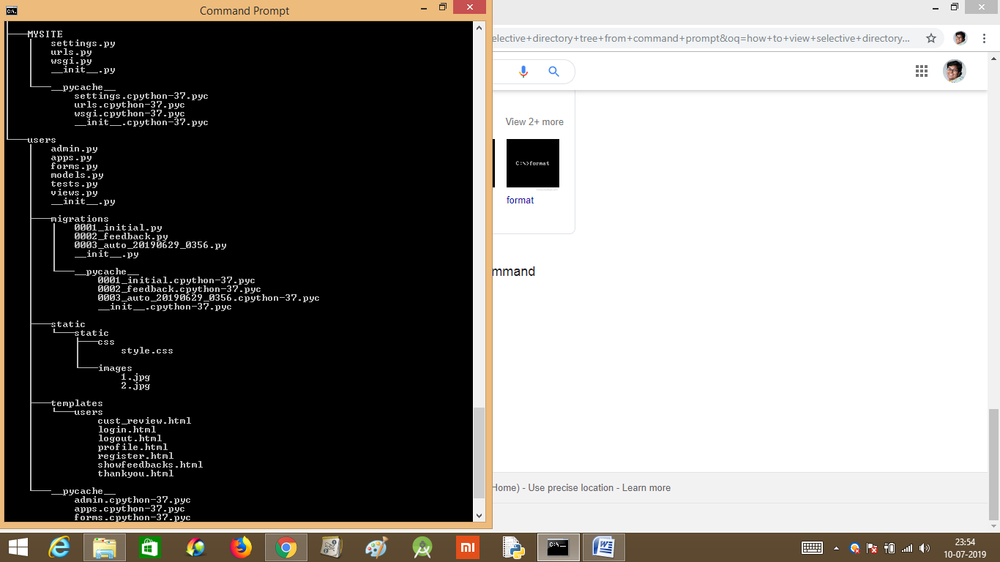 Command Prompt
MYSITE
settings.py
urls.py
wsgi.py
__init__.py
__pycache__
settings.cpython-37.pyc
urls.cpython-37.pyc
wsgi.cpython-37.pyc
__init__.cpython-37.pyc
users
admin.py
apps.py
forms.py
models.py
tests.py
views.py
__init__.py
migrations
0001_initial.py
0002_feedback.py
0003_auto_20190629_0356.py
__init__.py
__pycache__
0001_initial.cpython-37.pyc
0002_feedback.cpython-37.pyc
0003_auto_20190629_0356.cpython-37.pyc
__init__.cpython-37.pyc
static
static
css
style.css
images
1.jpg
2.jpg
templates
users
cust_review.html
login.html
logout.html
profile.html
register.html
showfeedbacks.html
thankyou.html
__pycache__
admin.cpython-37.pyc
apps.cpython-37.pyc
forms.cpython-37.pyc
elective+directory+tree+from+command+prompt&oq=how+to+view+selective+directory...
View 2+ more
C:\>format
format
mmand
Home) - Use precise location - Learn more
23:54
10-07-2019